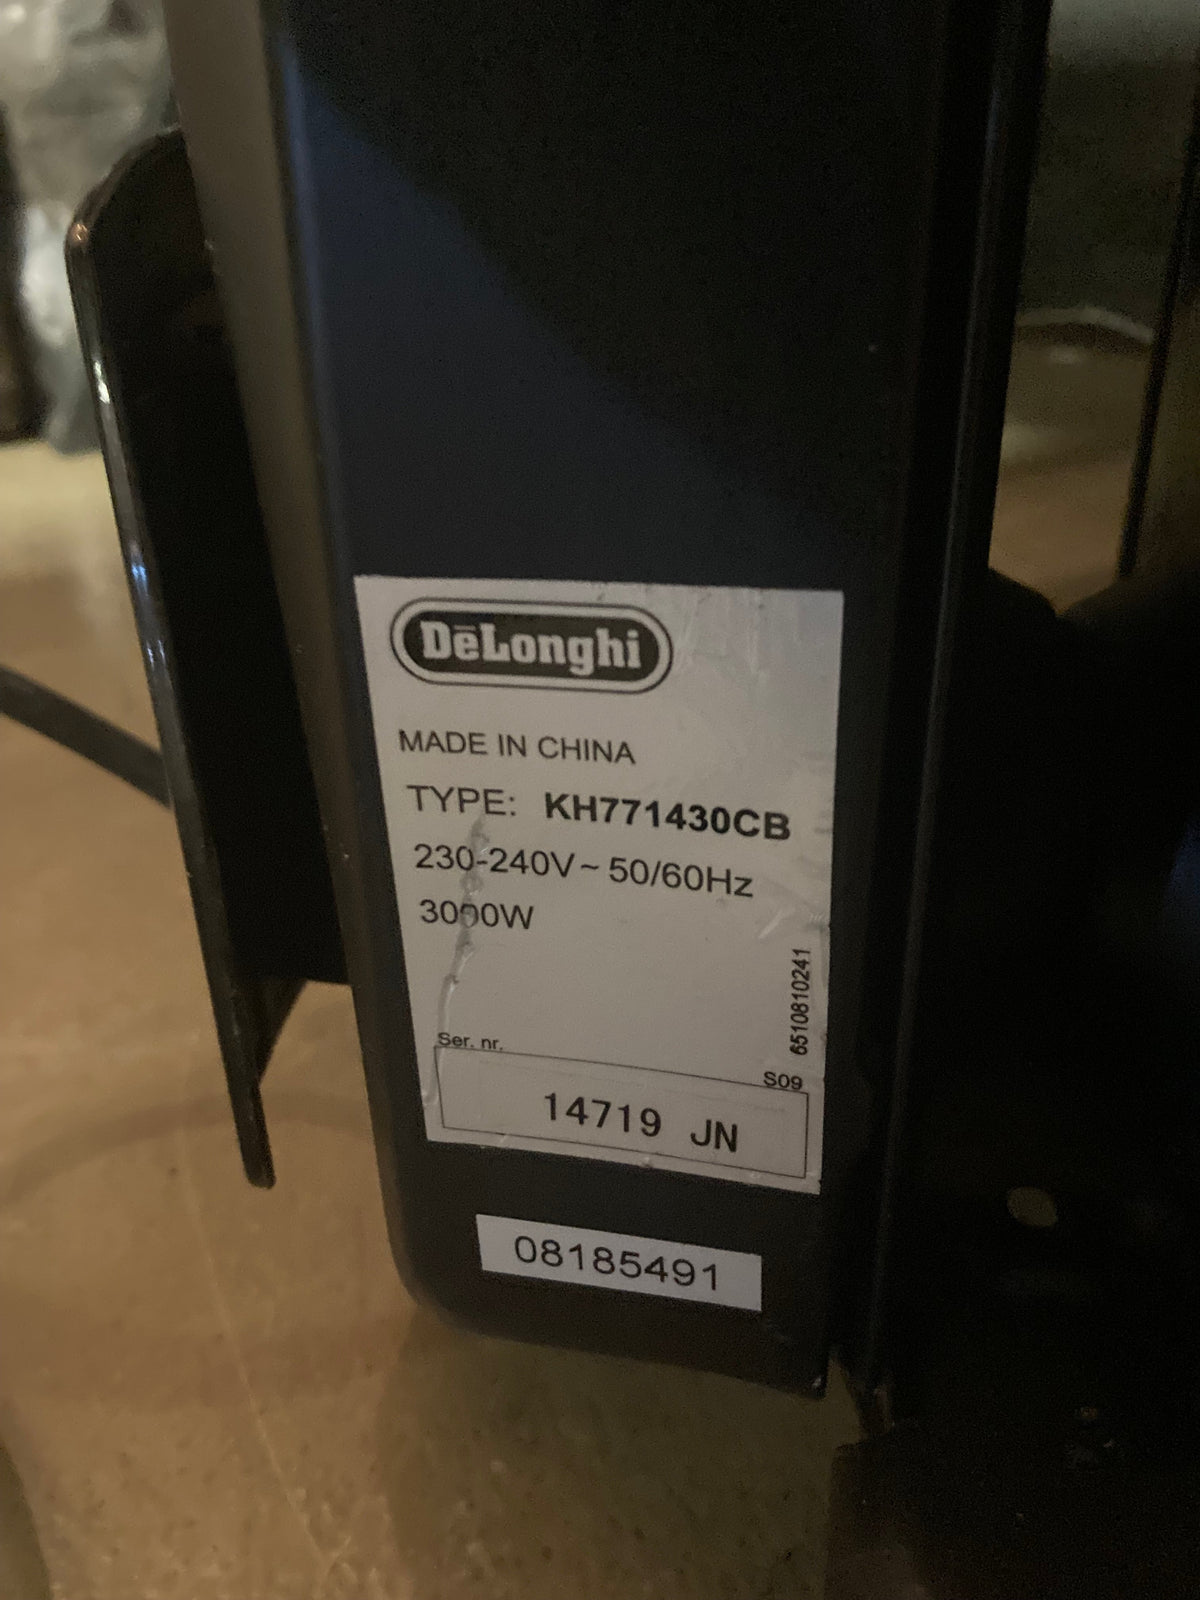 DēLonghi
MADE IN CHINA
TYPE: KH771430CB
230-240V~ 50/60Hz
3000W
6510810241
Ser. nr.
S09
14719 JN
08185491